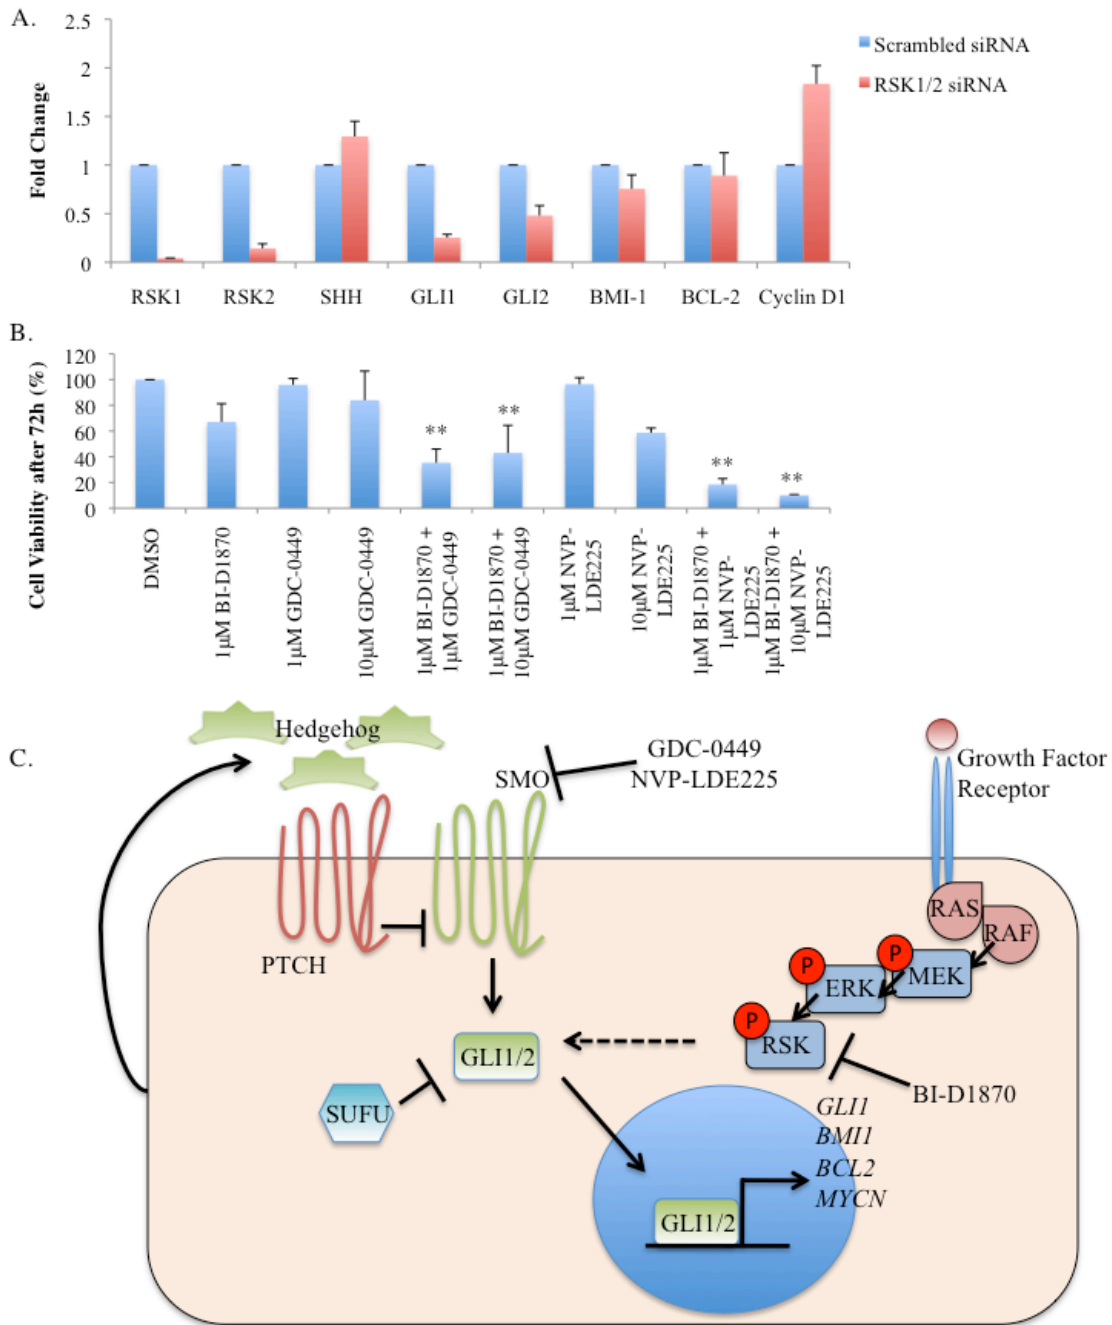 A.
2.5
2
1.5
1
0.5
0
Fold Change
Scrambled siRNA
RSK1/2 siRNA
RSK1 RSK2 SHH GLI1 GLI2 BMI-1 BCL-2 Cyclin D1
B.
120
100
80
60
40
20
0
Cell Viability after 72h (%)
**
**
**
**
DMSO
1µM BI-D1870
1µM GDC-0449
10µM GDC-0449
1µM BI-D1870 +
1µM GDC-0449
1µM BI-D1870 +
10µM GDC-0449
1µM NVP-
LDE225
10µM NVP-
LDE225
1µM BI-D1870 +
1µM NVP-
LDE225
1µM BI-D1870 +
10µM NVP-
LDE225
C.
Hedgehog
SMO
GDC-0449
NVP-LDE225
Growth Factor
Receptor
PTCH
RAS
RAF
P
MEK
P
ERK
P
RSK
GLI1/2
SUFU
BI-D1870
GLI1
BMI1
BCL2
MYCN
GLI1/2